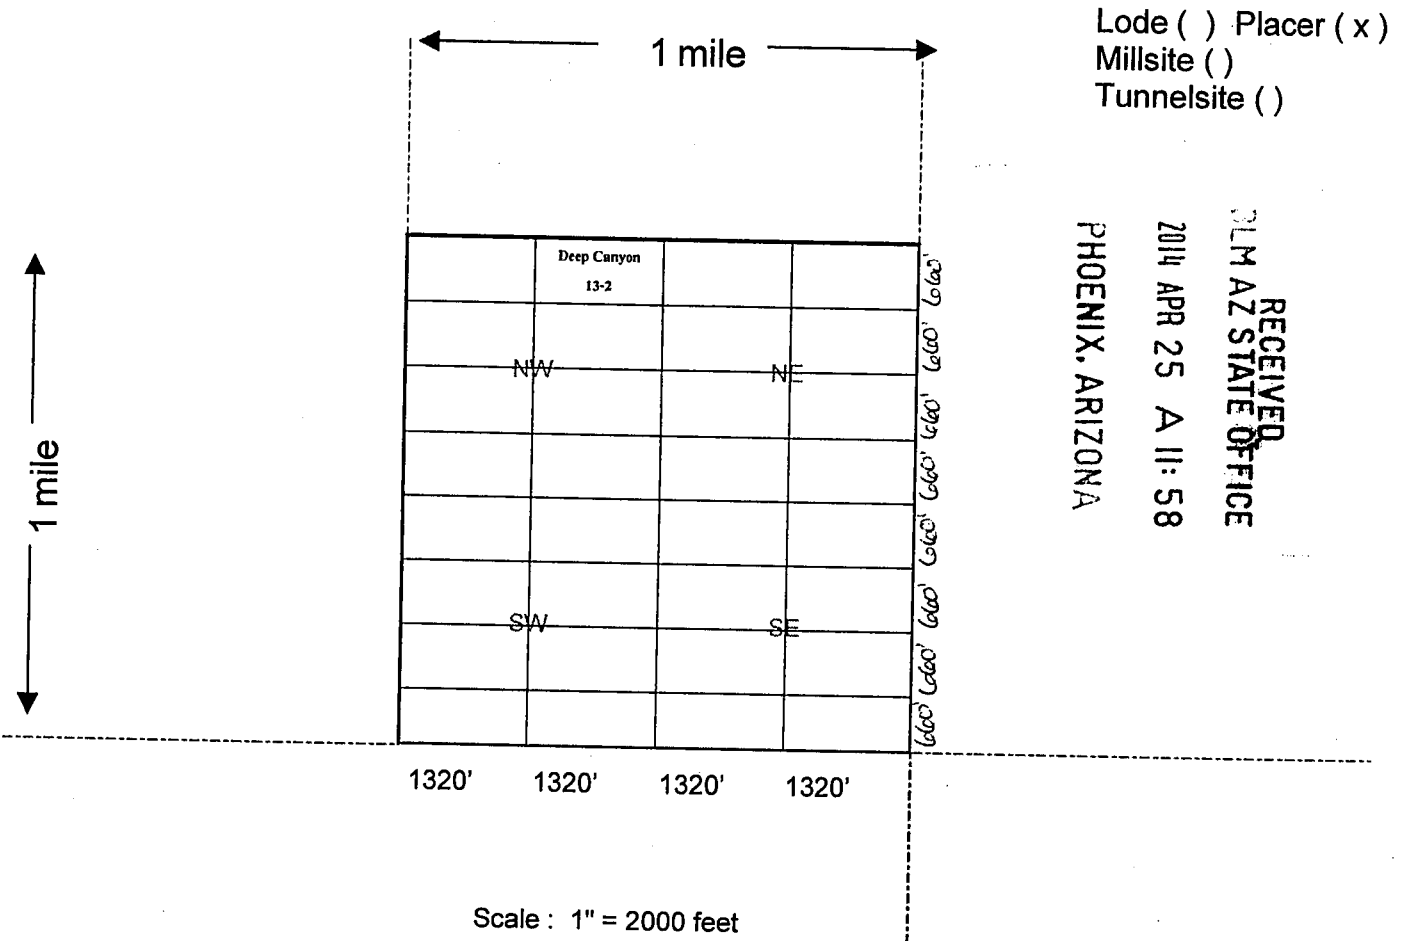 Lode ( ) Placer ( x )
Millsite ( )
Tunnelsite ( )
1 mile
1 mile
Deep Canyon
13-2
NW
NE
SW
SE
660'
660'
660'
660'
660'
660'
660'
660'
1320' 1320' 1320' 1320'
Scale : 1" = 2000 feet
RECEIVED
BLM AZ STATE OFFICE
2014 APR 25 A 11: 58
PHOENIX, ARIZONA